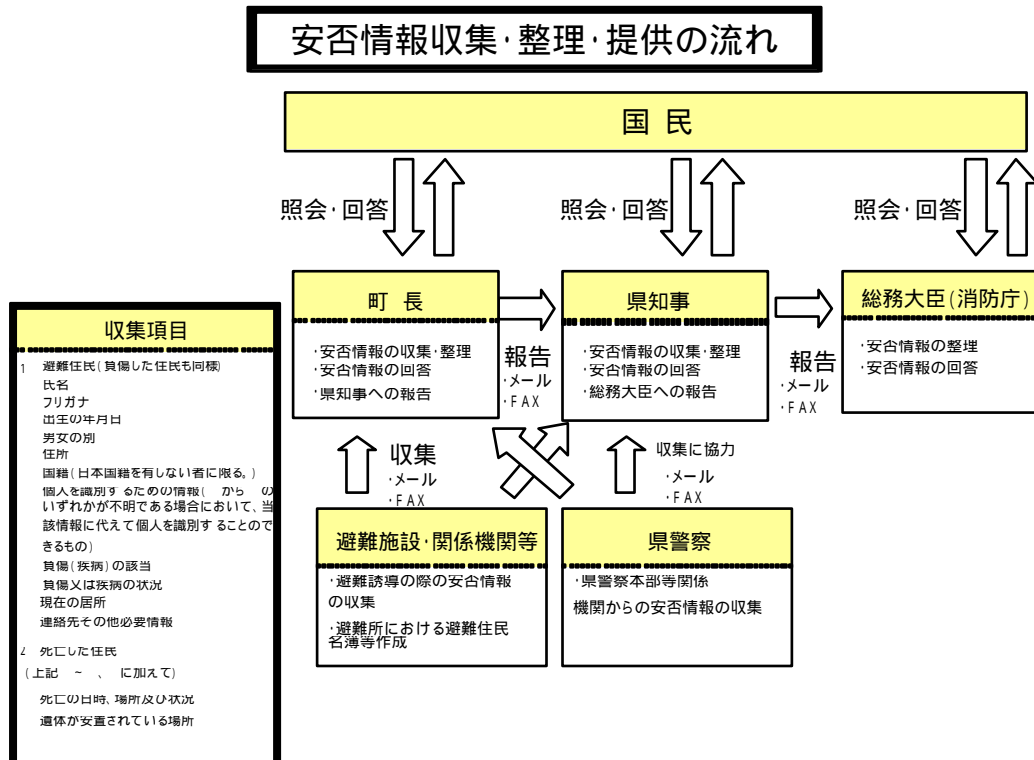 安否情報収集・整理・提供の流れ
国 民
照会・回答
照会・回答
照会・回答
町 長
・安否情報の収集・整理
・安否情報の回答
・県知事への報告
報告
・メール
・FAX
県知事
・安否情報の収集・整理
・安否情報の回答
・総務大臣への報告
報告
・メール
・FAX
総務大臣(消防庁)
・安否情報の整理
・安否情報の回答
収集
・メール
・FAX
収集に協力
・メール
・FAX
避難施設・関係機関等
・避難誘導の際の安否情報
の収集
・避難所における避難住民
名簿等作成
県警察
・県警察本部等関係
機関からの安否情報の収集
収集項目
1 避難住民(負傷した住民も同様)
氏名
フリガナ
出生の年月日
男女の別
住所
国籍(日本国籍を有しない者に限る。)
個人を識別するための情報( から の
いずれかが不明である場合において、当
該情報に代えて個人を識別することので
きるもの)
負傷(疾病)の該当
負傷又は疾病の状況
現在の居所
連絡先その他必要情報
2 死亡した住民
(上記 ~ 、 に加えて)
死亡の日時、場所及び状況
遺体が安置されている場所